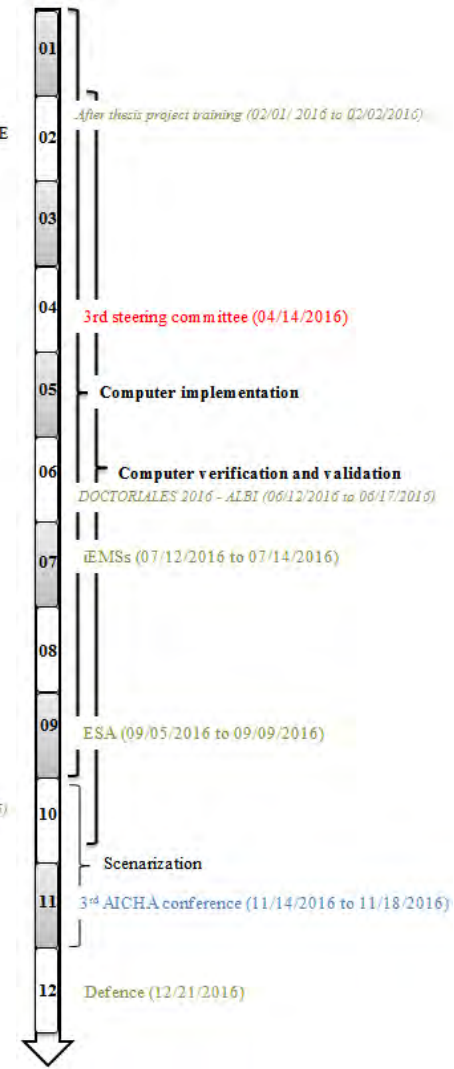 01
After thesis project training (02/01/ 2016 to 02/02/2016)
E
02
03
04
3rd steering committee (04/14/2016)
05
Computer implementation
06
Computer verification and validation
DOCTORIALES 2016 - ALBI (06/12/2016 to 06/17/2016)
07
iEMSs (07/12/2016 to 07/14/2016)
08
09
ESA (09/05/2016 to 09/09/2016)
10
Scenarization
11
3rd AICHA conference (11/14/2016 to 11/18/2016)
12
Defence (12/21/2016)